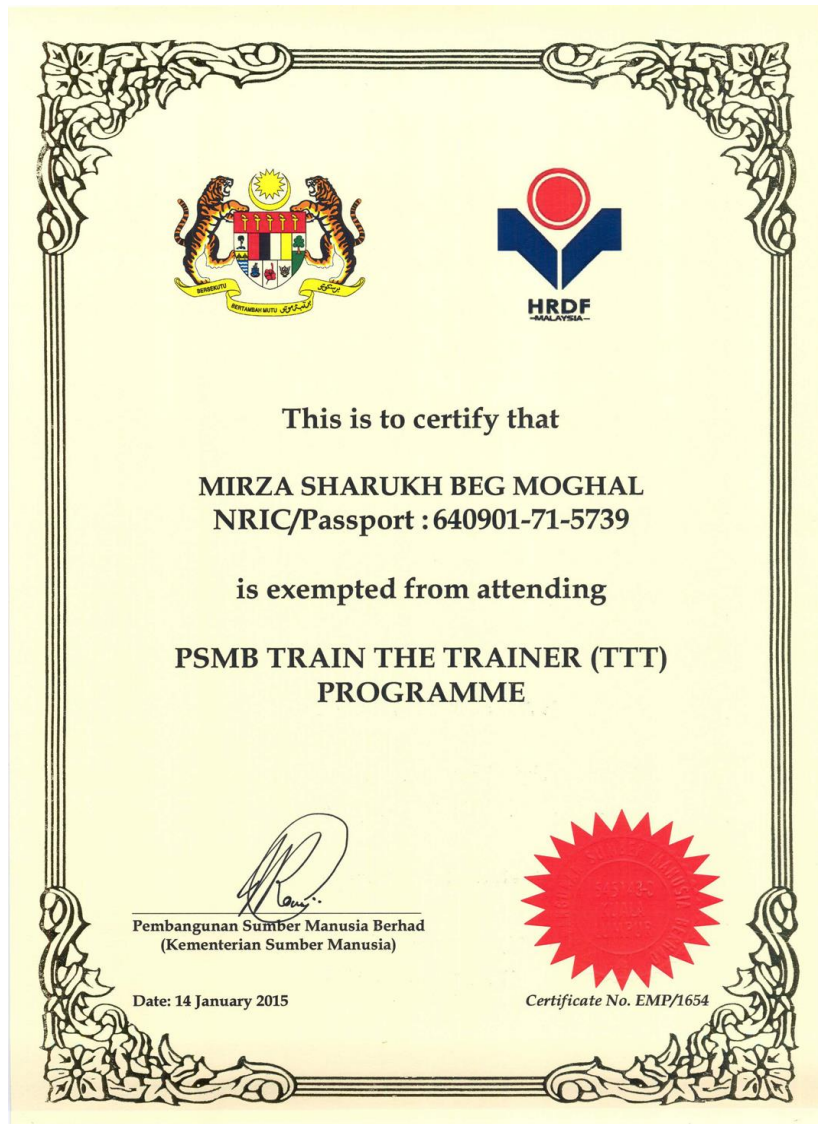 BERSEKUTU
BERTAMBAH MUTU
HRDF
MALAYSIA
This is to certify that
MIRZA SHARUKH BEG MOGHAL
NRIC/Passport : 640901-71-5739
is exempted from attending
PSMB TRAIN THE TRAINER (TTT)
PROGRAMME
Pembangunan Sumber Manusia Berhad
(Kementerian Sumber Manusia)
Date: 14 January 2015
Certificate No. EMP/1654